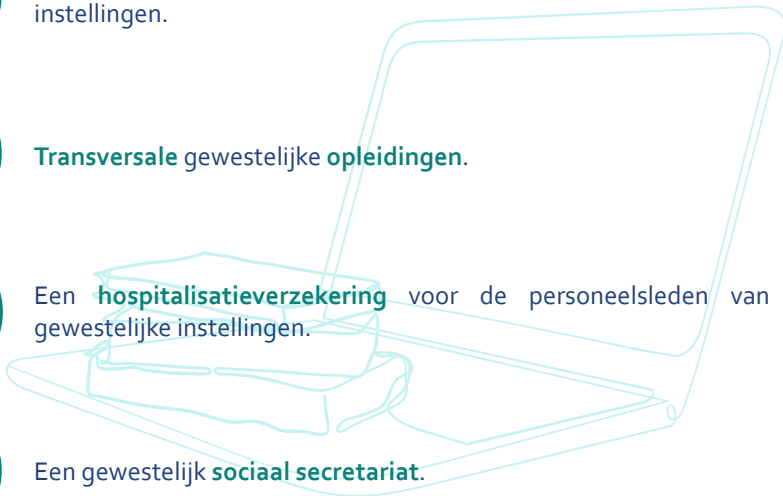 instellingen.
Transversale gewestelijke opleidingen.
Een hospitalisatieverzekering voor de personeelsleden van
gewestelijke instellingen.
Een gewestelijk sociaal secretariat.